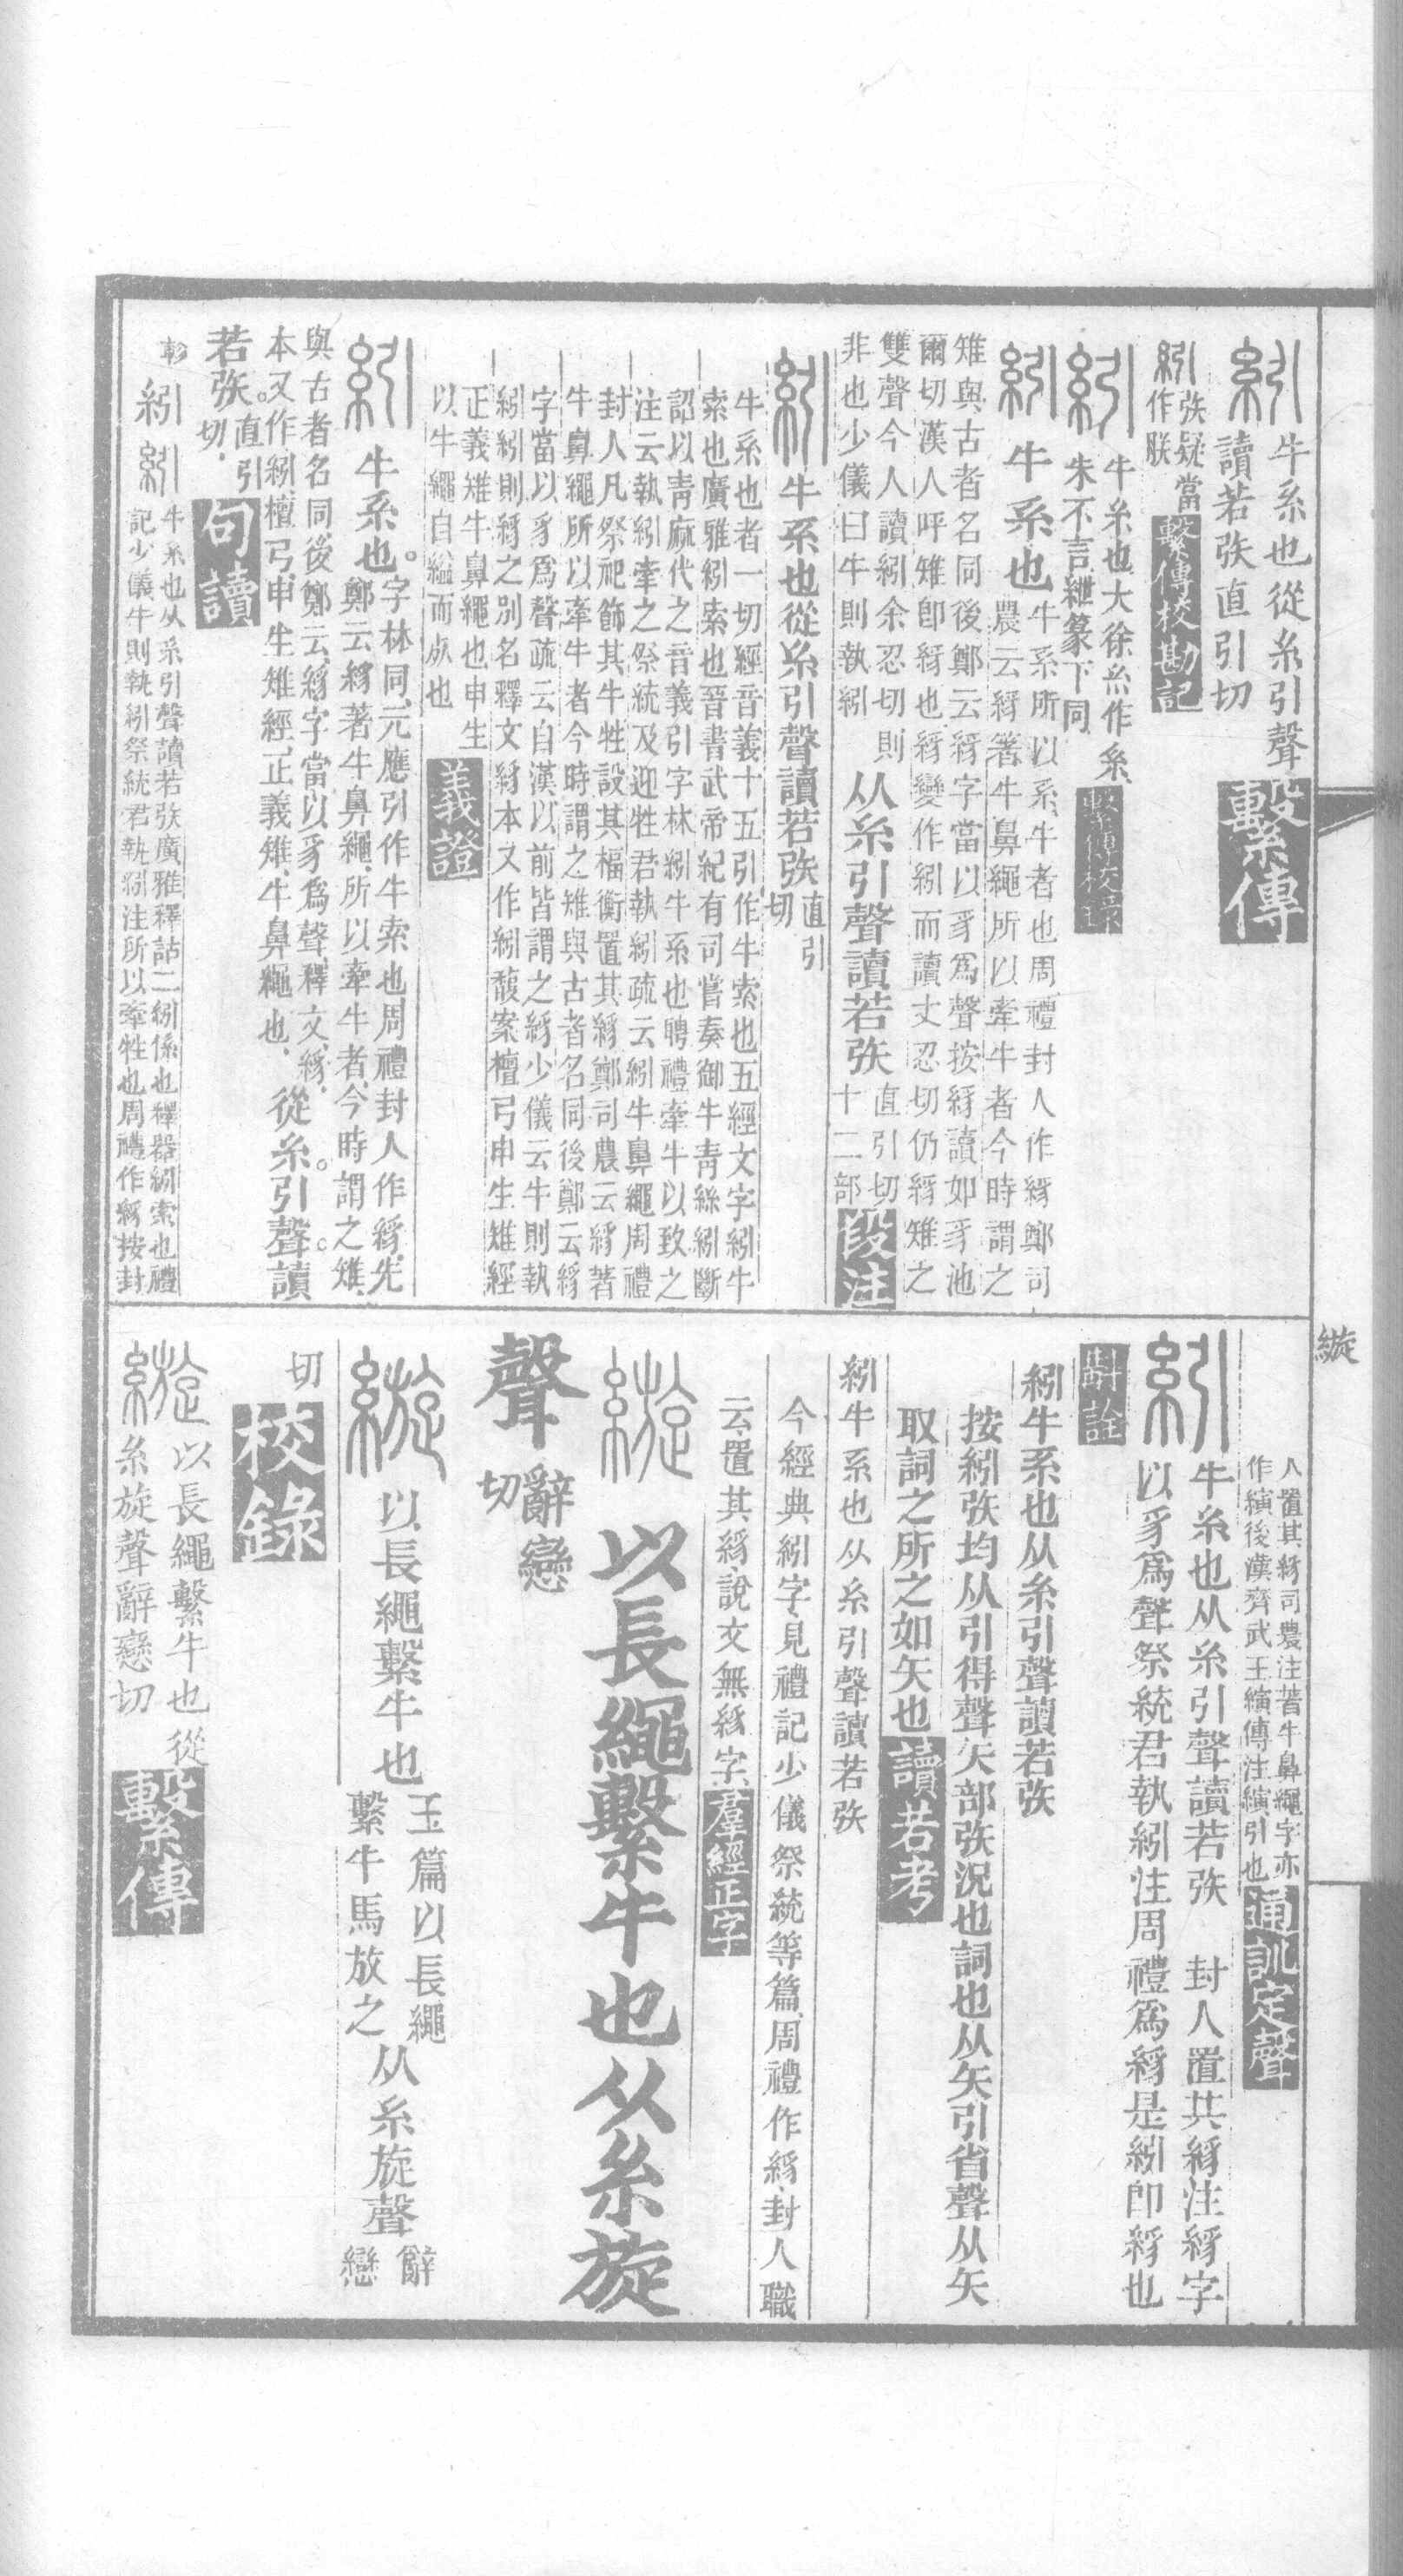 紖
牛系也從糸引聲
讀若矤直引切
繫傳
紖
矤疑當
作朕
繫傳校勘記
紖
牛糸也大徐糸作系
朱不言紲篆下同
繫傳校錄
紖
牛系也
牛系所以系牛者也周禮封人作絼鄭司
農云絼箸牛鼻繩所以牽牛者今時謂之
雉與古者名同後鄭云絼字當以豸爲聲按絼讀如豸池
爾切漢人呼雉卽絼也絼變作紖而讀丈忍切仍絼雉之
雙聲今人讀紖余忍切則
非也少儀曰牛則執紖
从糸引聲讀若矤
直引切
十二部
段注
紖
牛系也從糸引聲讀若矤
直引
切
牛系也者一切經音義十五引作牛索也五經文字紖牛
索也廣雅紖索也晉書武帝紀有司嘗奏御牛靑絲紖斷
詔以靑麻代之音義引字林紖牛系也聘禮牽牛以致之
注云執紖牽之祭統及迎牲君執紖疏云紖牛鼻繩周禮
封人凡祭祀飾其牛牲設其楅衡置其絼鄭司農云絼著
牛鼻繩所以牽牛者今時謂之雉與古者名同後鄭云絼
字當以豸爲聲疏云自漢以前皆謂之絼少儀云牛則執
紖紖則絼之別名釋文絼本又作紖馥案檀弓申生雉經
正義雉牛鼻繩也申生
以牛繩自縊而死也
義證
紖
牛系也。
字林同元應引作牛索也周禮封人作絼先
鄭云絼著牛鼻繩所以牽牛者今時謂之雉
與古者名同後鄭云絼字當以豸爲聲釋文絼
本又作紖檀弓申生雉經正義雉牛鼻繩也
從糸。引聲。讀
若矤。
直引
切
句讀
紖
紖
牛系也从系引聲讀若矤廣雅釋詁二紖係也釋器紖索也禮
記少儀牛則執紖祭統君執紖注所以牽牲也周禮作絼按封
縼
人置其絼司農注著牛鼻繩字亦
作縯後漢齊武王縯傳注縯引也
通訓定聲
紖
牛糸也从糸引聲讀若矤 封人置其絼注絼字
以豸爲聲祭統君執紖注周禮爲絼是紖卽絼也
斠詮
紖牛系也从糸引聲讀若矤
按紖矤均从引得聲矢部矤況也詞也从矢引省聲从矢
取詞之所之如矢也
讀若考
紖牛系也从糸引聲讀若矤
今經典紖字見禮記少儀祭統等篇周禮作絼封人職
云置其絼說文無絼字
羣經正字
縼
以長繩繫牛也从糸旋
聲
辭戀
切
縼
以長繩繫牛也
玉篇以長繩
繫牛馬放之
从糸旋聲
辭戀
切
校錄
縼
以長繩繫牛也從
糸旋聲辭戀切
繫傳